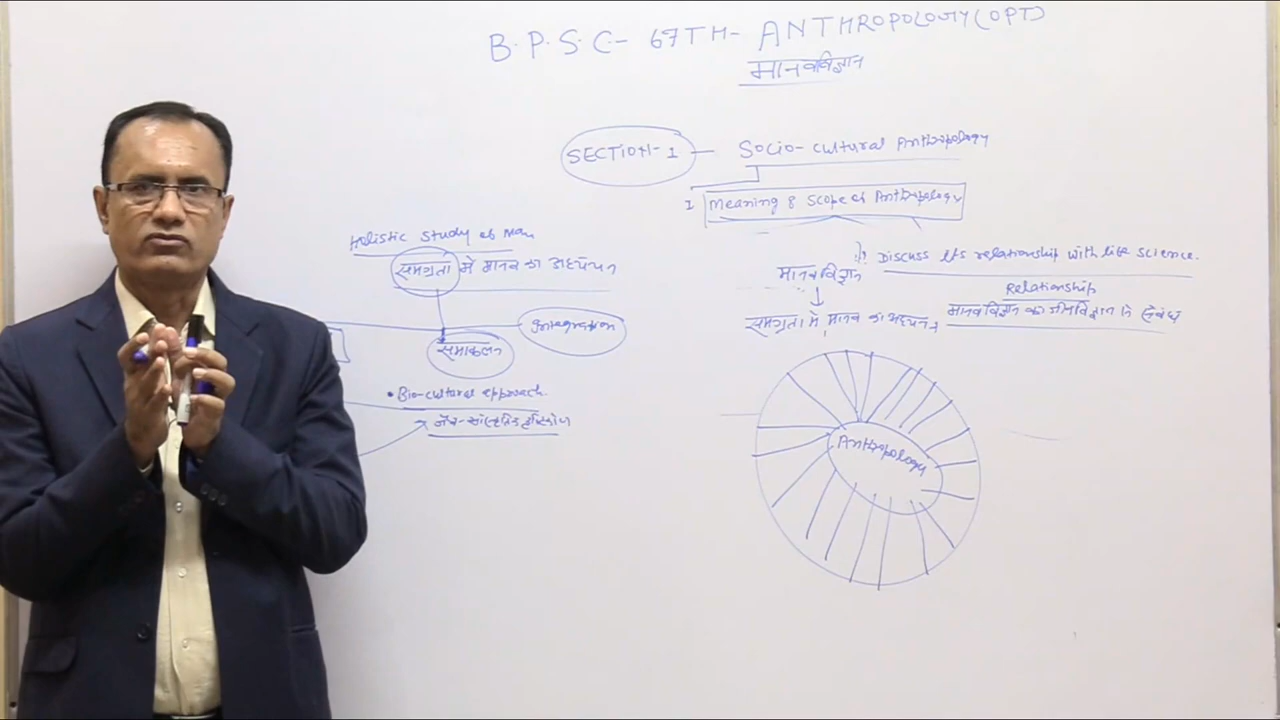 B.P.S.C- 67TH- ANTHROPOLOGY(OPT)
मानवविज्ञान
SECTION-1 — Socio-cultural Anthropology
I Meaning & Scope of Anthropology
Holistic study of Man
समग्रता में मानव का अध्ययन
Integration
समाकलन
• Bio-cultural approach.
जैव-सांस्कृतिक दृष्टिकोण
Discuss its relationship with life science.
मानवविज्ञान
Relationship
समग्रता में मानव का अध्ययन
मानवविज्ञान का जीवविज्ञान से संबंध
Anthropology